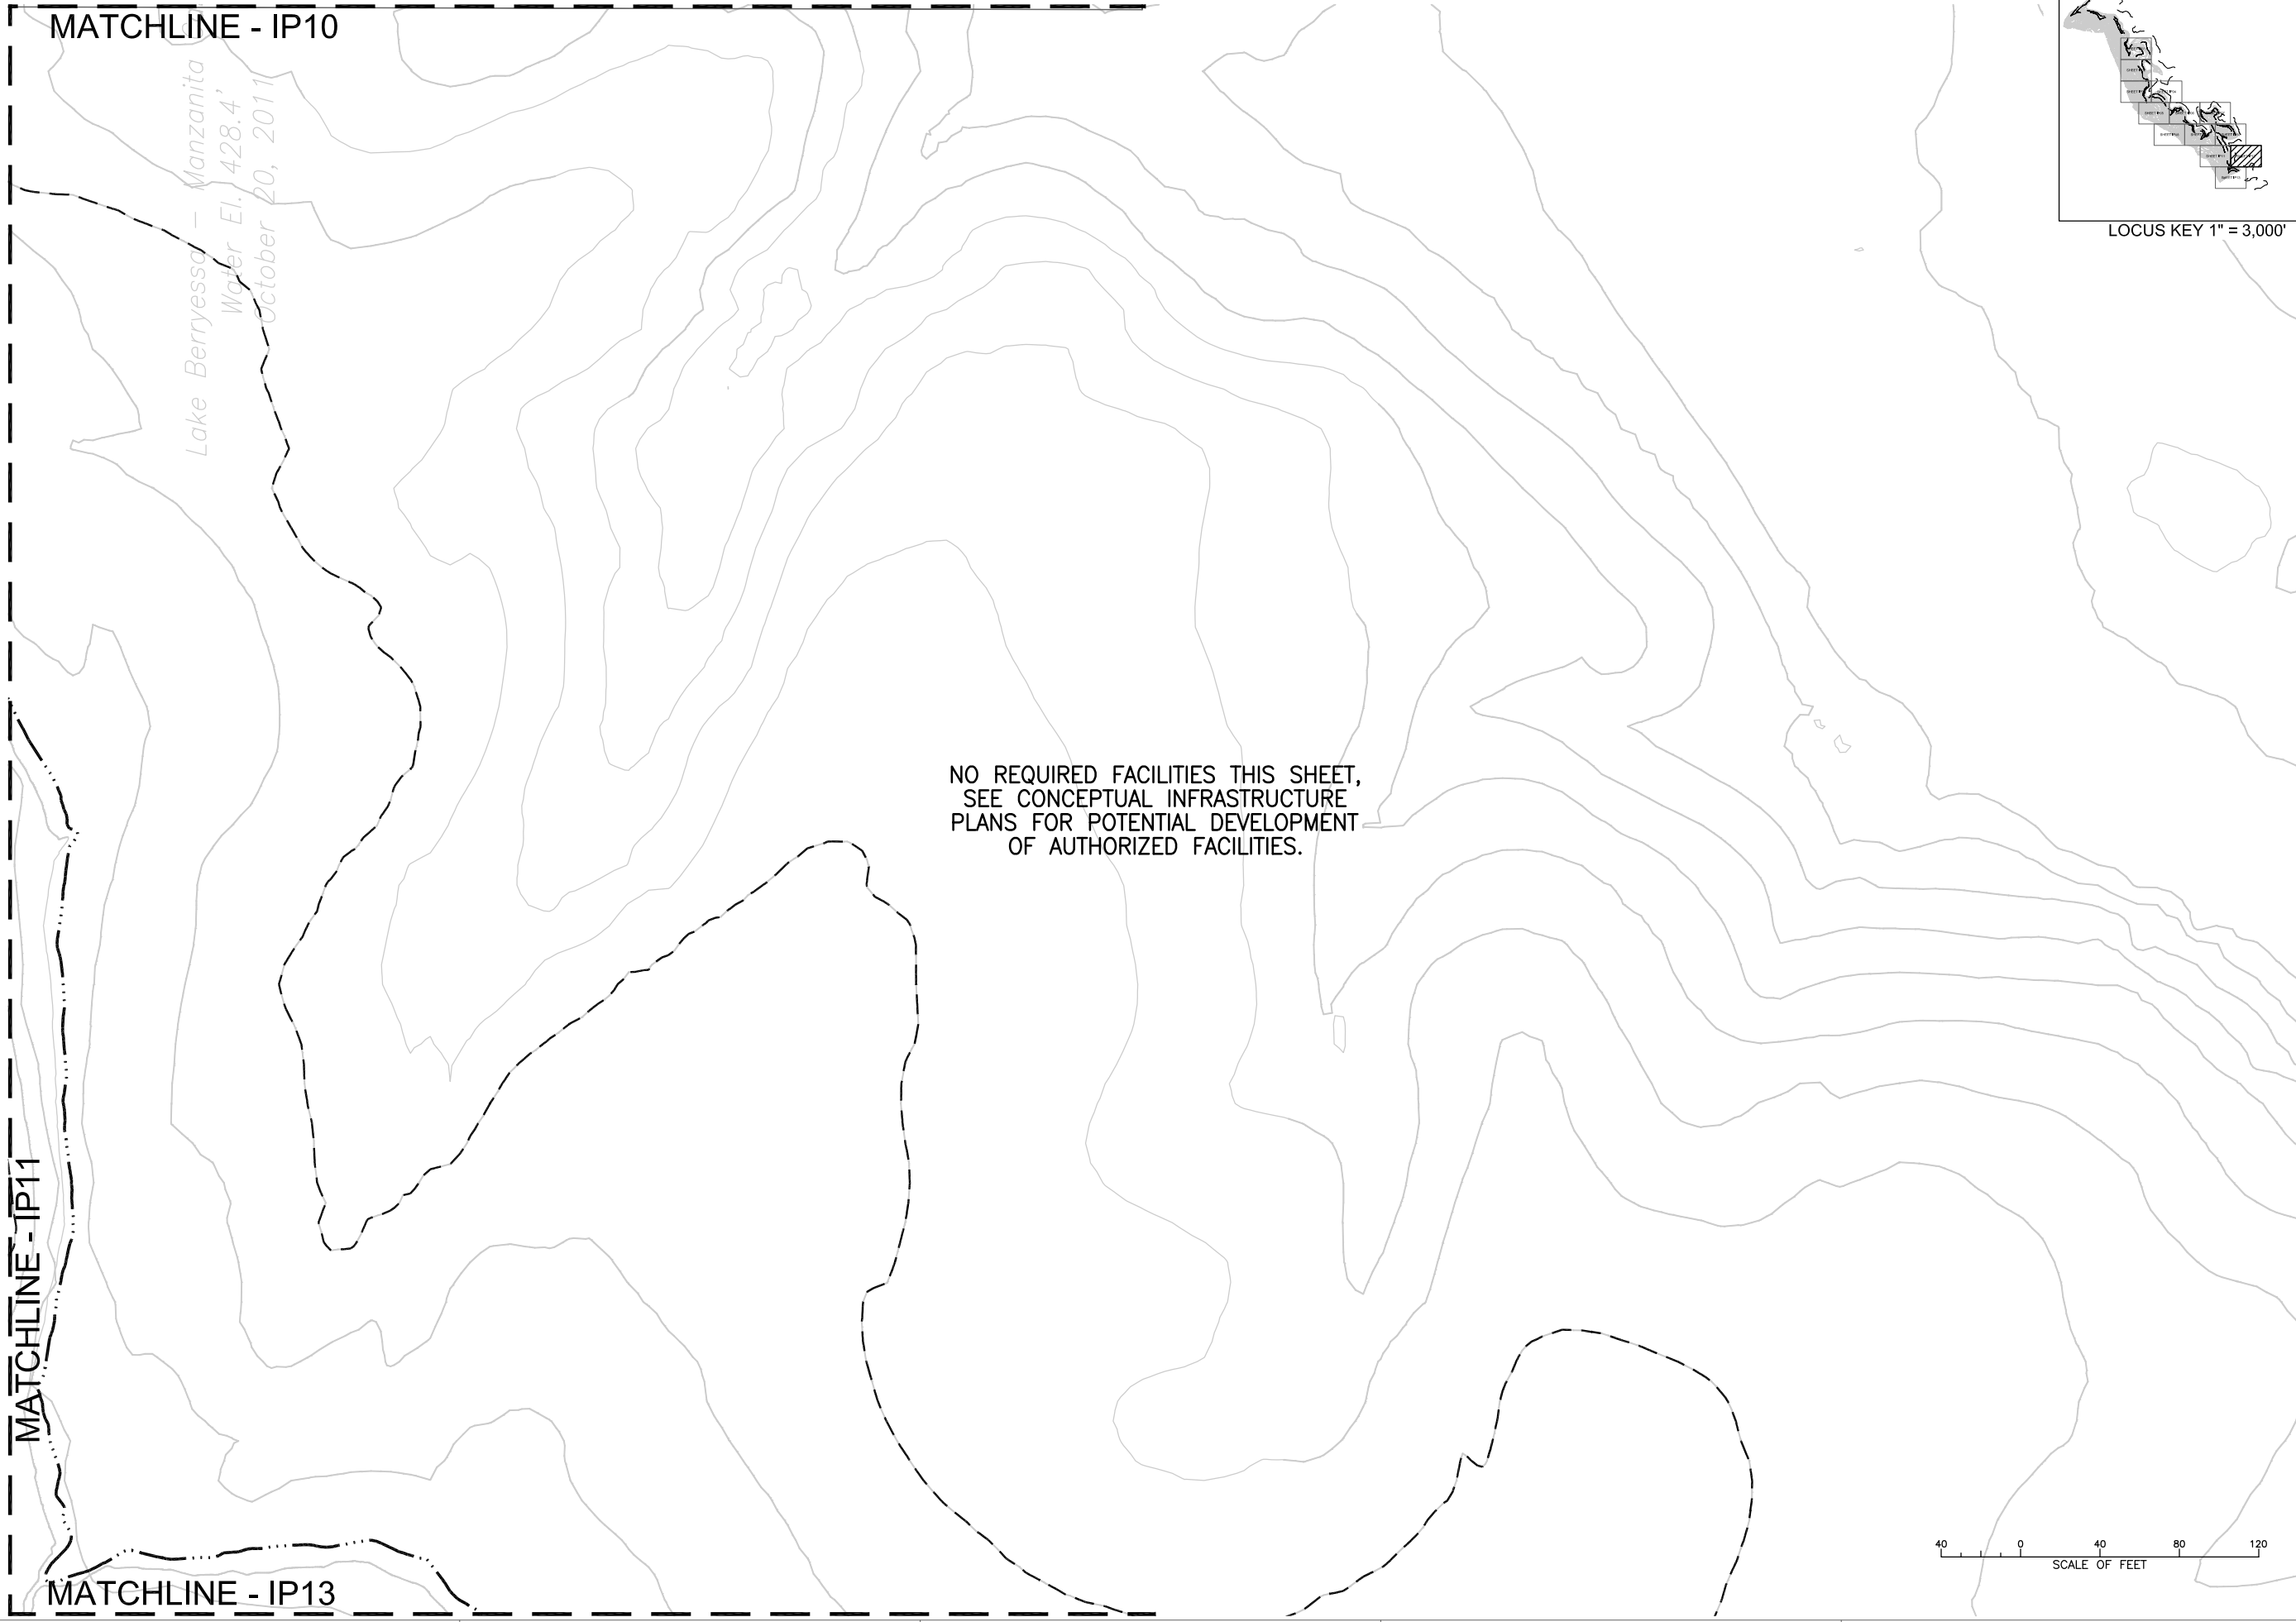 MATCHLINE - IP10
Lake Berryessa - Manzanita
Water El. 428.4'
October 20, 2011
LOCUS KEY 1" = 3,000'
NO REQUIRED FACILITIES THIS SHEET,
SEE CONCEPTUAL INFRASTRUCTURE
PLANS FOR POTENTIAL DEVELOPMENT
OF AUTHORIZED FACILITIES.
MATCHLINE - IP11
40 0 40 80 120
SCALE OF FEET
MATCHLINE - IP13